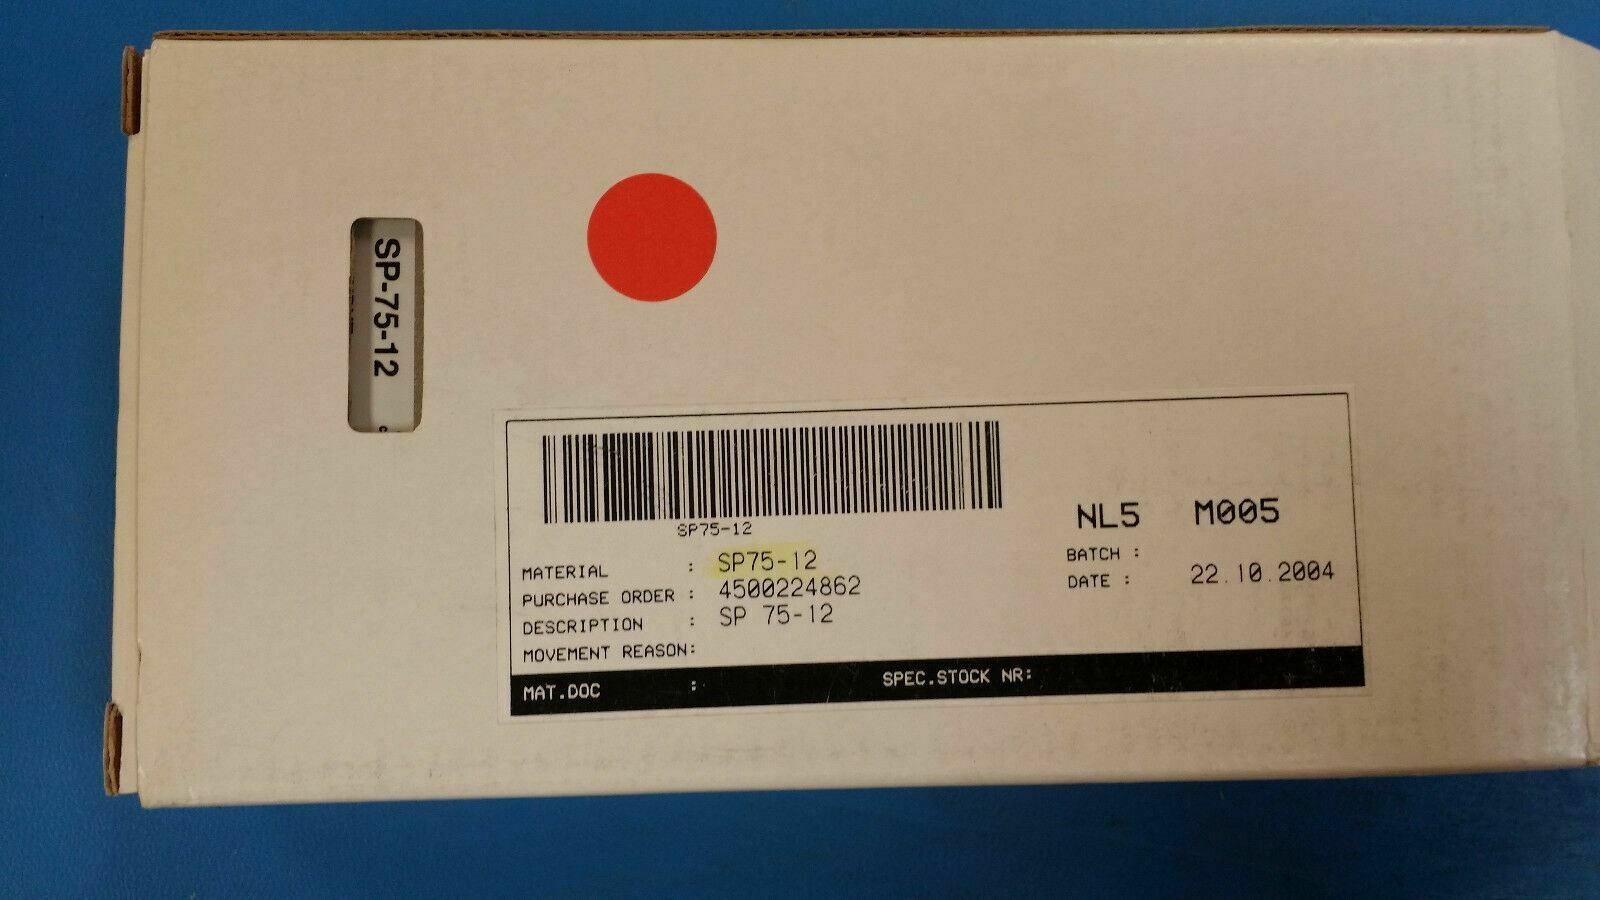 SP-75-12
SP75-12
NL5 M005
MATERIAL : SP75-12
BATCH :
PURCHASE ORDER : 4500224862
DATE : 22.10.2004
DESCRIPTION : SP 75-12
MOVEMENT REASON:
MAT.DOC : SPEC.STOCK NR: